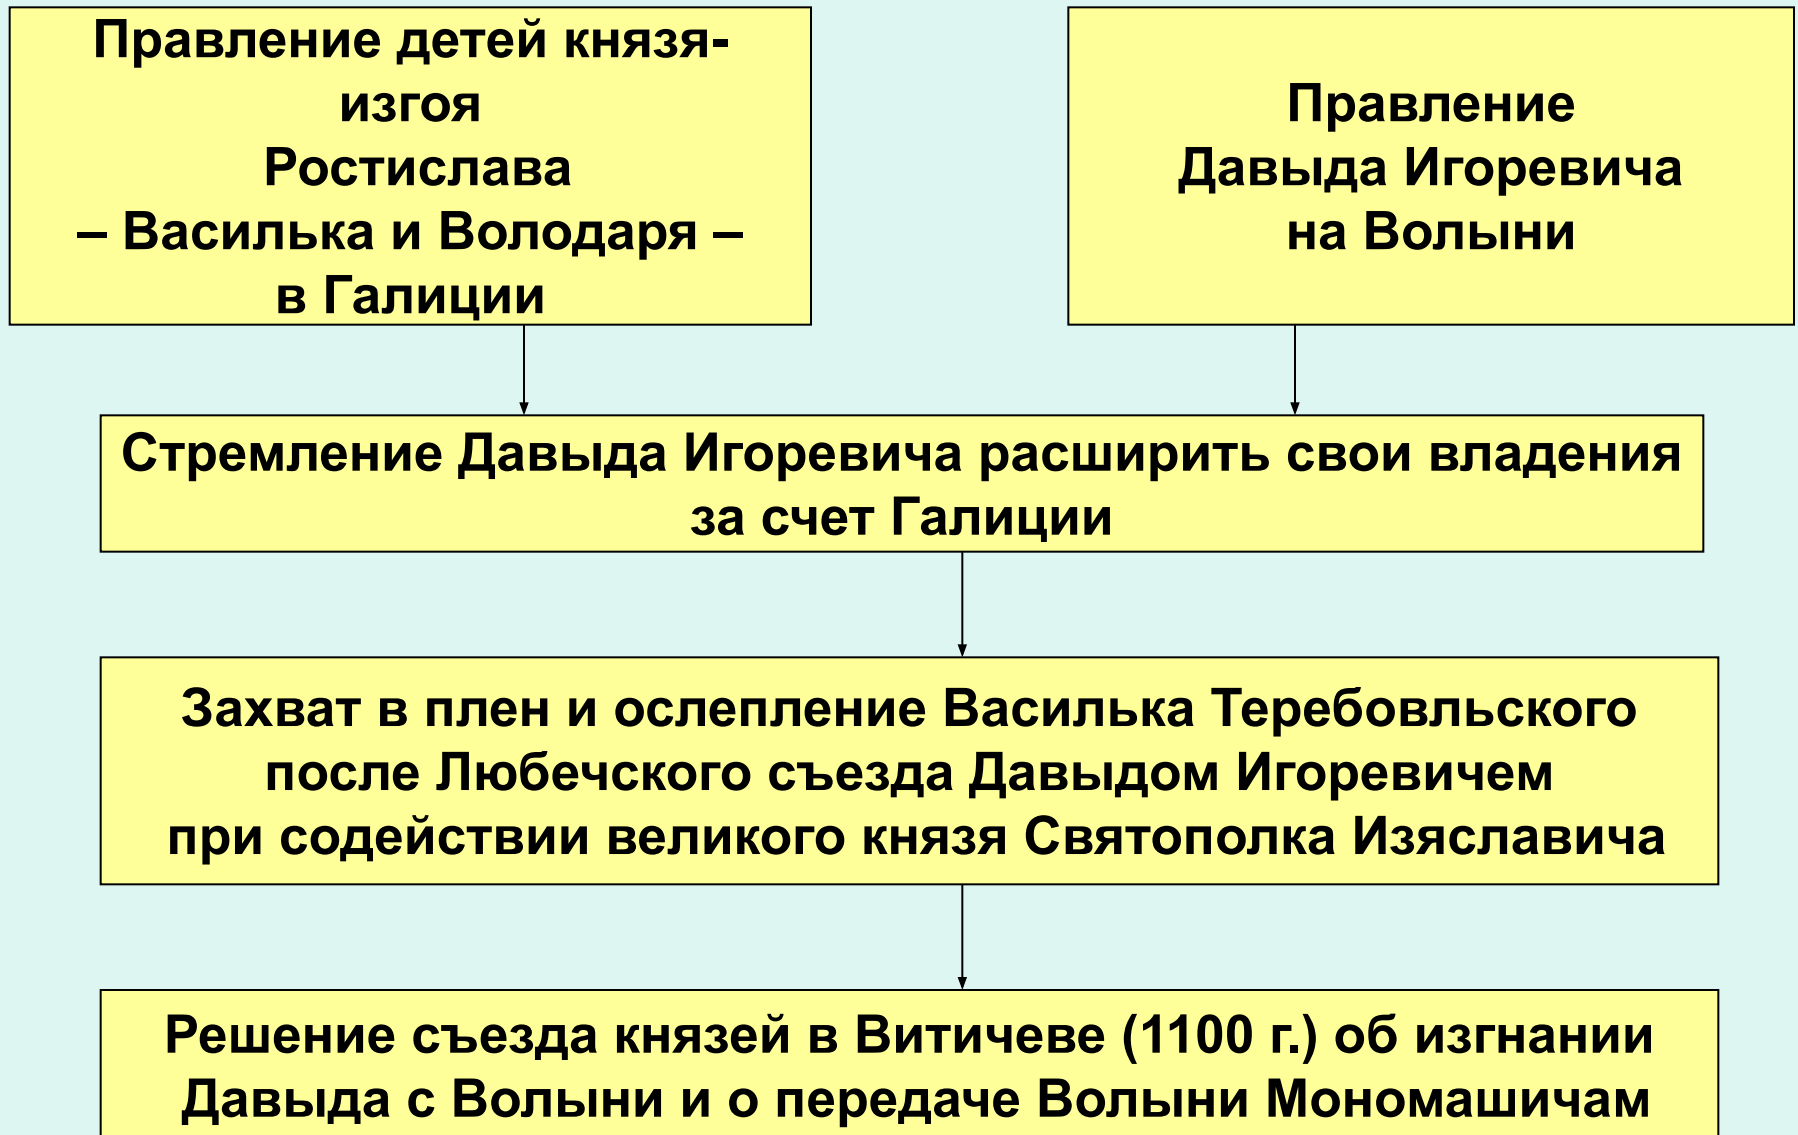 Правление детей князя-
изгоя
Ростислава
– Василька и Володаря –
в Галиции
Правление
Давыда Игоревича
на Волыни
Стремление Давыда Игоревича расширить свои владения
за счет Галиции
Захват в плен и ослепление Василька Теребовльского
после Любечского съезда Давыдом Игоревичем
при содействии великого князя Святополка Изяславича
Решение съезда князей в Витичеве (1100 г.) об изгнании
Давыда с Волыни и о передаче Волыни Мономашичам